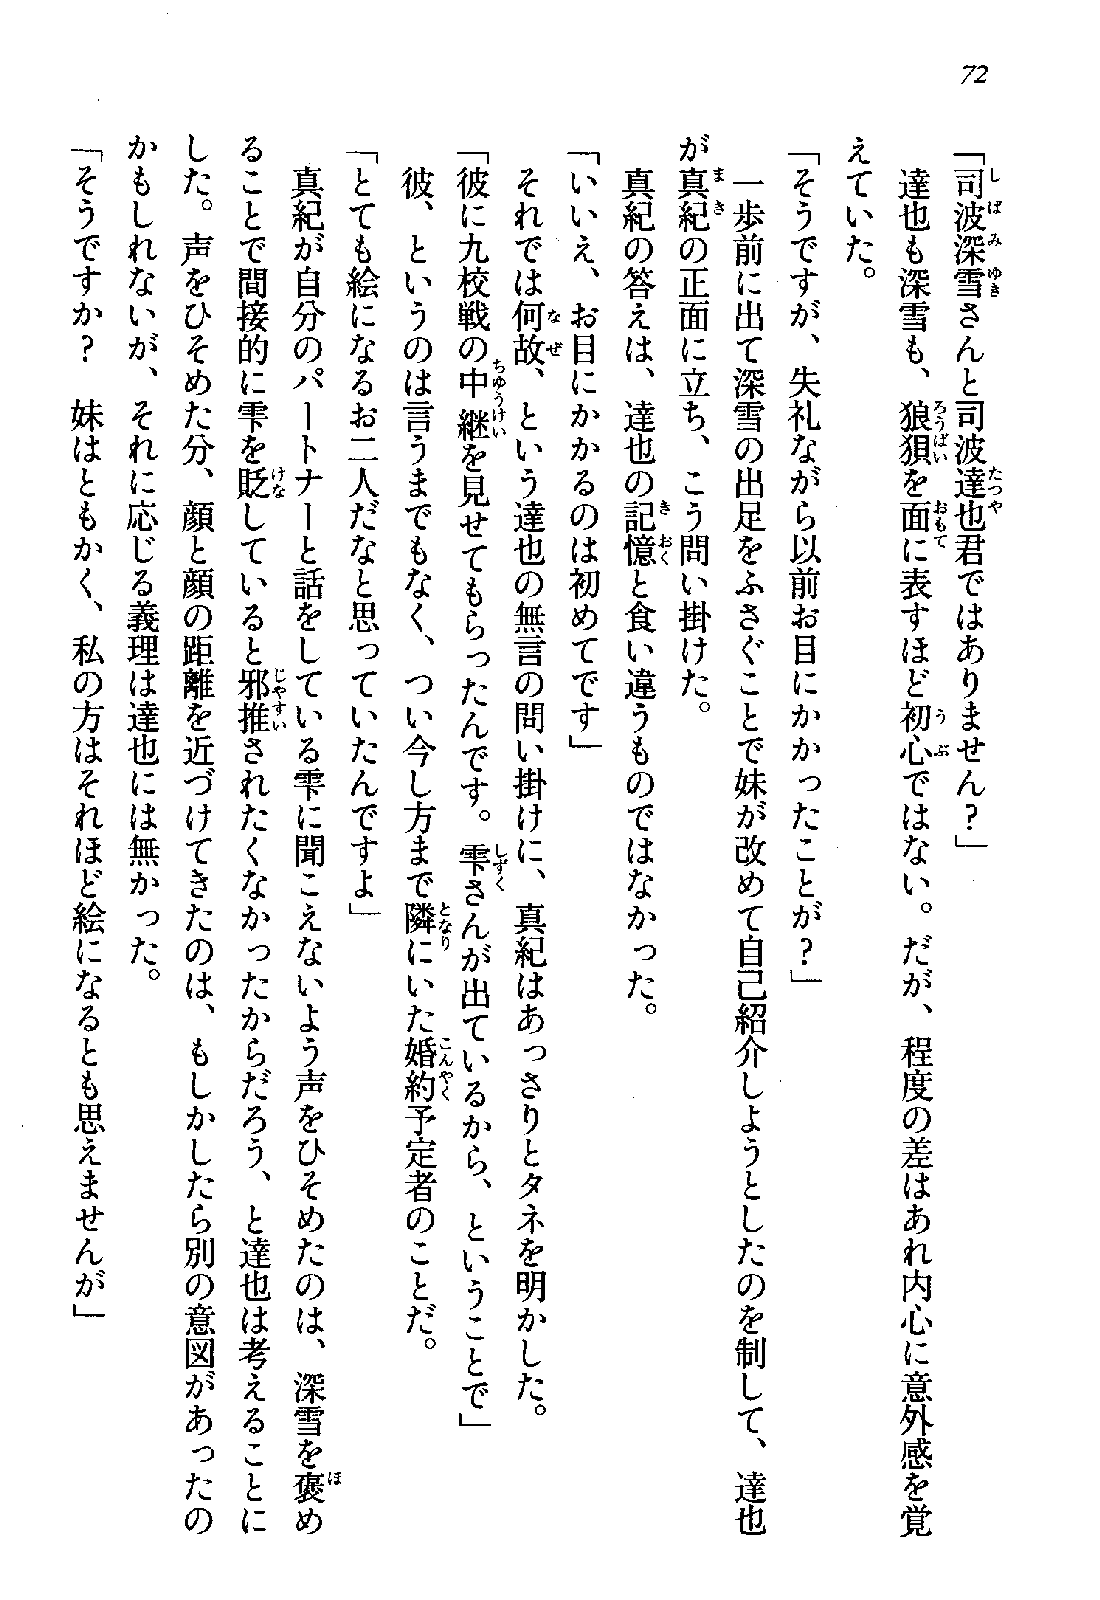 72
「司波深雪さんと司波達也君ではありません？」
達也も深雪も、狼狽を面に表すほど初心ではない。だが、程度の差はあれ内心に意外感を覚
えていた。
「そうですが、失礼ながら以前お目にかかったことが？」
一歩前に出て深雪の出足をふさぐことで妹が改めて自己紹介しようとしたのを制して、達也
が真紀の正面に立ち、こう問い掛けた。
真紀の答えは、達也の記憶と食い違うものではなかった。
「いいえ、お目にかかるのは初めてです」
それでは何故、という達也の無言の問い掛けに、真紀はあっさりとタネを明かした。
「彼に九校戦の中継を見せてもらったんです。雫さんが出ているから、ということで」
彼、というのは言うまでもなく、つい今し方まで隣にいた婚約予定者のことだ。
「とても絵になるお二人だなと思っていたんですよ」
真紀が自分のパートナーと話をしている雫に聞こえないよう声をひそめたのは、深雪を褒め
ることで間接的に雫を貶していると邪推されたくなかったからだろう、と達也は考えることに
した。声をひそめた分、顔と顔の距離を近づけてきたのは、もしかしたら別の意図があったの
かもしれないが、それに応じる義理は達也には無かった。
「そうですか？　妹はともかく、私の方はそれほど絵になるとも思えませんが」